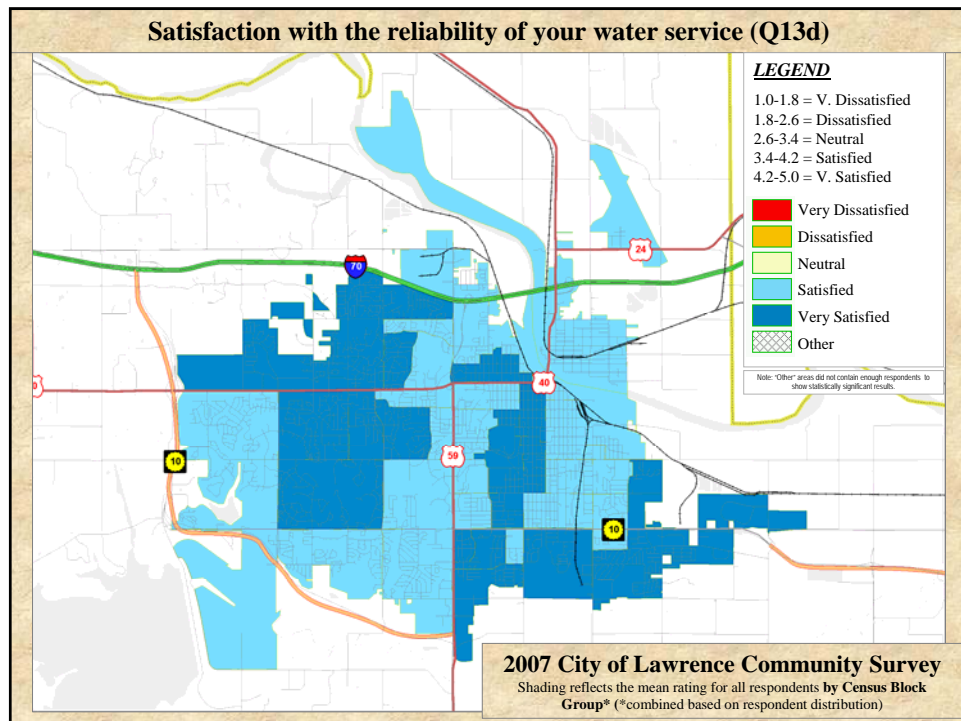 Satisfaction with the reliability of your water service (Q13d)
LEGEND
1.0-1.8 = V. Dissatisfied
1.8-2.6 = Dissatisfied
2.6-3.4 = Neutral
3.4-4.2 = Satisfied
4.2-5.0 = V. Satisfied
Very Dissatisfied
Dissatisfied
Neutral
Satisfied
Very Satisfied
Other
Note: "Other" areas did not contain enough respondents to
show statistically significant results.
24
70
40
59
10
10
2007 City of Lawrence Community Survey
Shading reflects the mean rating for all respondents by Census Block
Group* (*combined based on respondent distribution)